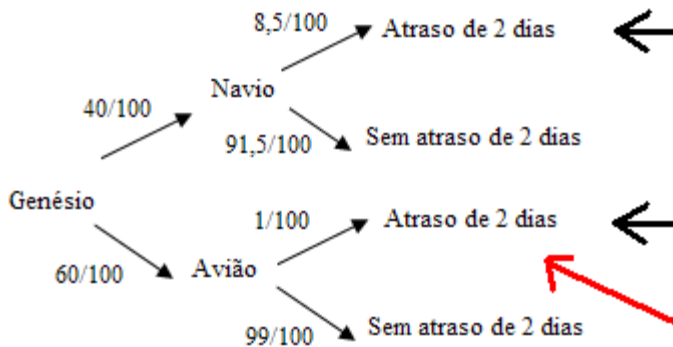 8,5/100 Atraso de 2 dias
Navio
40/100
91,5/100 Sem atraso de 2 dias
Genésio
1/100 Atraso de 2 dias
60/100 Avião
99/100 Sem atraso de 2 dias